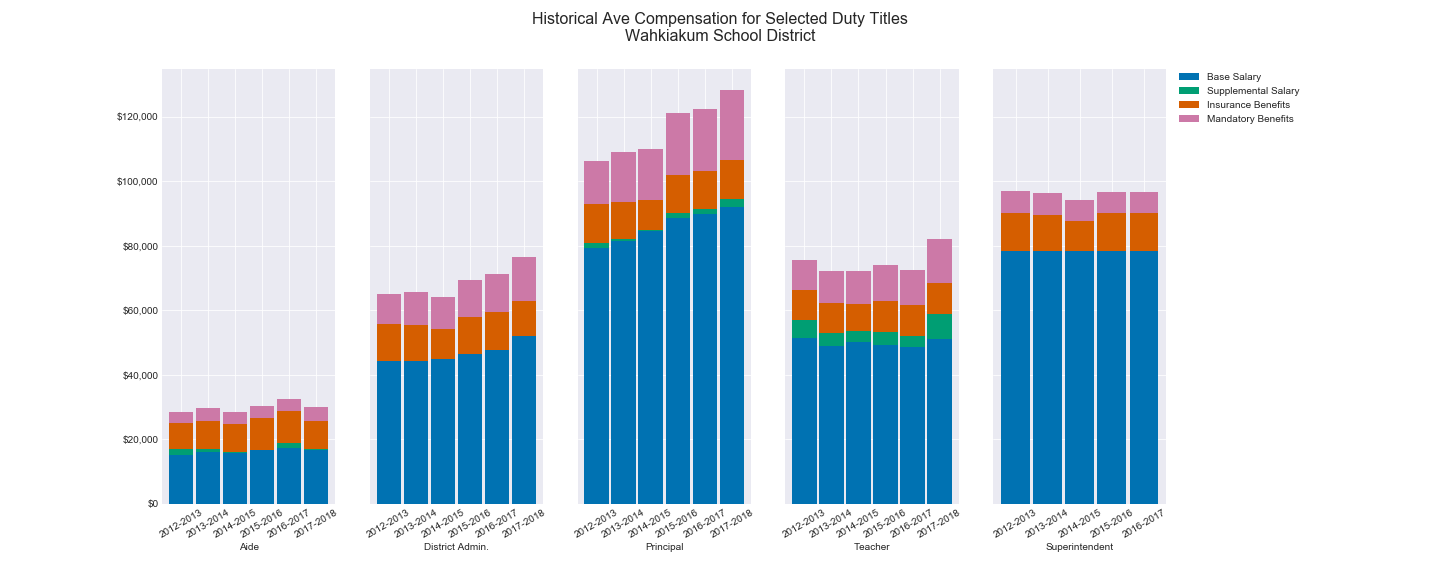 Historical Ave Compensation for Selected Duty Titles
Wahkiakum School District
Base Salary
Supplemental Salary
Insurance Benefits
Mandatory Benefits
$120,000
$100,000
$80,000
$60,000
$40,000
$20,000
$0
2012-2013 2013-2014 2014-2015 2015-2016 2016-2017 2017-2018
Aide
2012-2013 2013-2014 2014-2015 2015-2016 2016-2017 2017-2018
District Admin.
2012-2013 2013-2014 2014-2015 2015-2016 2016-2017 2017-2018
Principal
2012-2013 2013-2014 2014-2015 2015-2016 2016-2017 2017-2018
Teacher
2012-2013 2013-2014 2014-2015 2015-2016 2016-2017
Superintendent